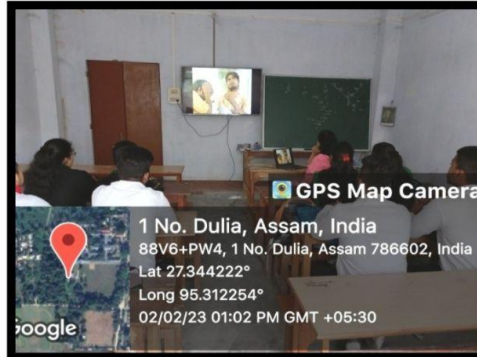 GPS Map Camera
1 No. Dulia, Assam, India
88V6+PW4, 1 No. Dulia, Assam 786602, India
Lat 27.344222°
Long 95.312254°
02/02/23 01:02 PM GMT +05:30
Google